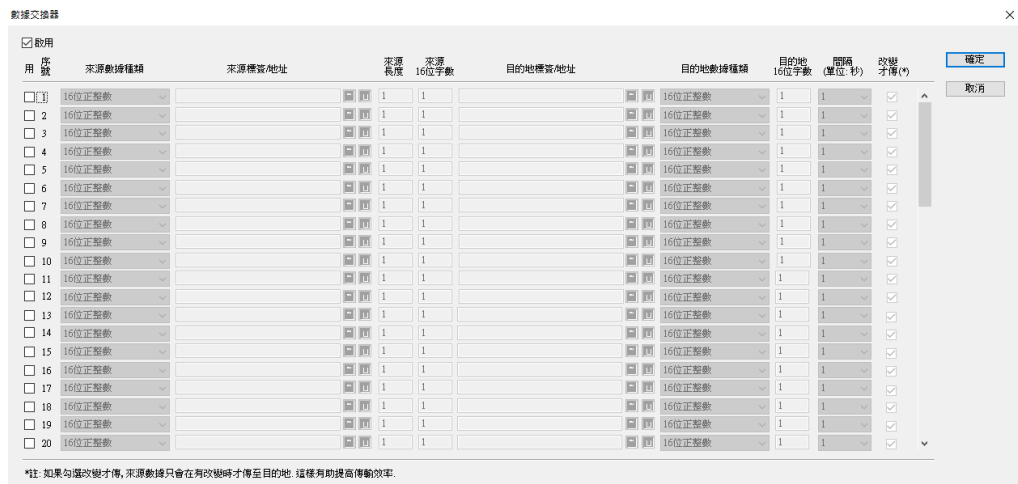 數據交換器
啟用
用 序號 來源數據種類 來源標簽/地址 來源長度 來源16位字數 目的地標簽/地址 目的地數據種類 目的地16位字數 間隔(單位: 秒) 改變才傳(*)
確定
取消
1 16位正整數 1 1 16位正整數 1 1
2 16位正整數 1 1 16位正整數 1 1
3 16位正整數 1 1 16位正整數 1 1
4 16位正整數 1 1 16位正整數 1 1
5 16位正整數 1 1 16位正整數 1 1
6 16位正整數 1 1 16位正整數 1 1
7 16位正整數 1 1 16位正整數 1 1
8 16位正整數 1 1 16位正整數 1 1
9 16位正整數 1 1 16位正整數 1 1
10 16位正整數 1 1 16位正整數 1 1
11 16位正整數 1 1 16位正整數 1 1
12 16位正整數 1 1 16位正整數 1 1
13 16位正整數 1 1 16位正整數 1 1
14 16位正整數 1 1 16位正整數 1 1
15 16位正整數 1 1 16位正整數 1 1
16 16位正整數 1 1 16位正整數 1 1
17 16位正整數 1 1 16位正整數 1 1
18 16位正整數 1 1 16位正整數 1 1
19 16位正整數 1 1 16位正整數 1 1
20 16位正整數 1 1 16位正整數 1 1
*註: 如果勾選改變才傳, 來源數據只會在有改變時才傳至目的地. 這樣有助提高傳輸效率.